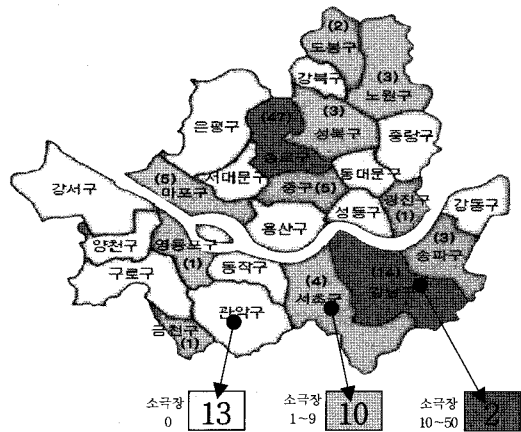 (2)
도봉구
강북구
(3)
노원구
은평구
(47)
종로구
(3)
성북구
중랑구
서대문구
동대문구
강서구
(5)
마포구
중구(5)
광진구
(1)
성동구
강동구
용산구
양천구
영등포구
(1)
(3)
송파구
구로구
동작구
(4)
서초구
관악구
금천구
(1)
소극장
0
13
소극장
1~9
10
소극장
10~50
2